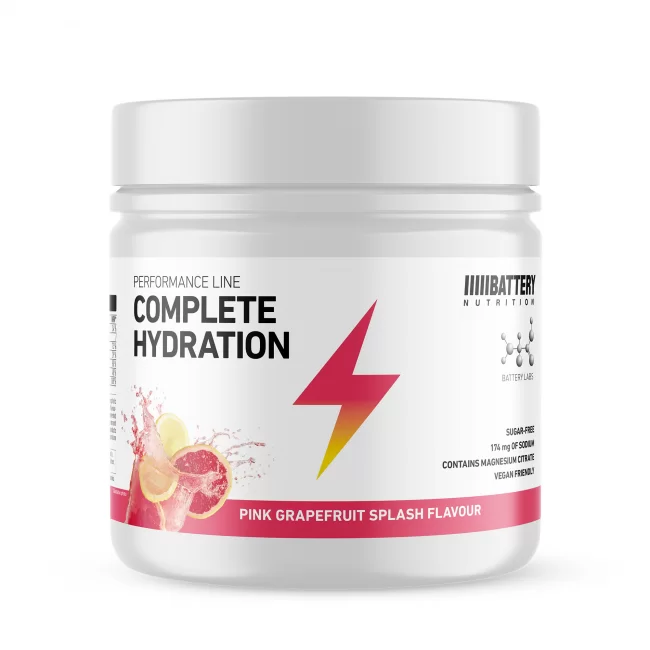 PERFORMANCE LINE
COMPLETE
HYDRATION
BATTERY
NUTRITION
BATTERY LABS
SUGAR-FREE
174 mg OF SODIUM
CONTAINS MAGNESIUM CITRATE
VEGAN FRIENDLY
PINK GRAPEFRUIT SPLASH FLAVOUR